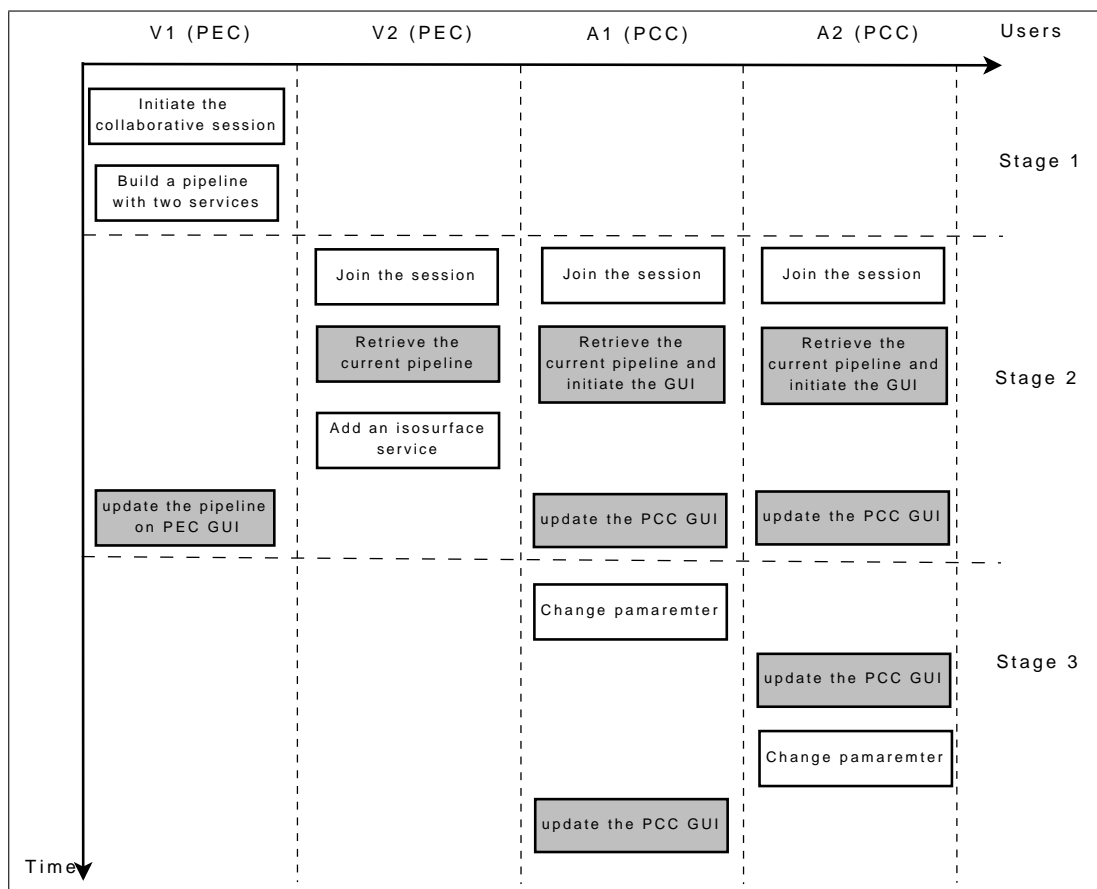 V1 (PEC) V2 (PEC) A1 (PCC) A2 (PCC) Users
Initiate the
collaborative session
Build a pipeline
with two services
Stage 1
Join the session
Join the session
Join the session
Retrieve the
current pipeline
Retrieve the
current pipeline and
initiate the GUI
Retrieve the
current pipeline and
initiate the GUI
Stage 2
Add an isosurface
service
update the pipeline
on PEC GUI
update the PCC GUI
update the PCC GUI
Change pamaremter
Stage 3
update the PCC GUI
Change pamaremter
update the PCC GUI
Time